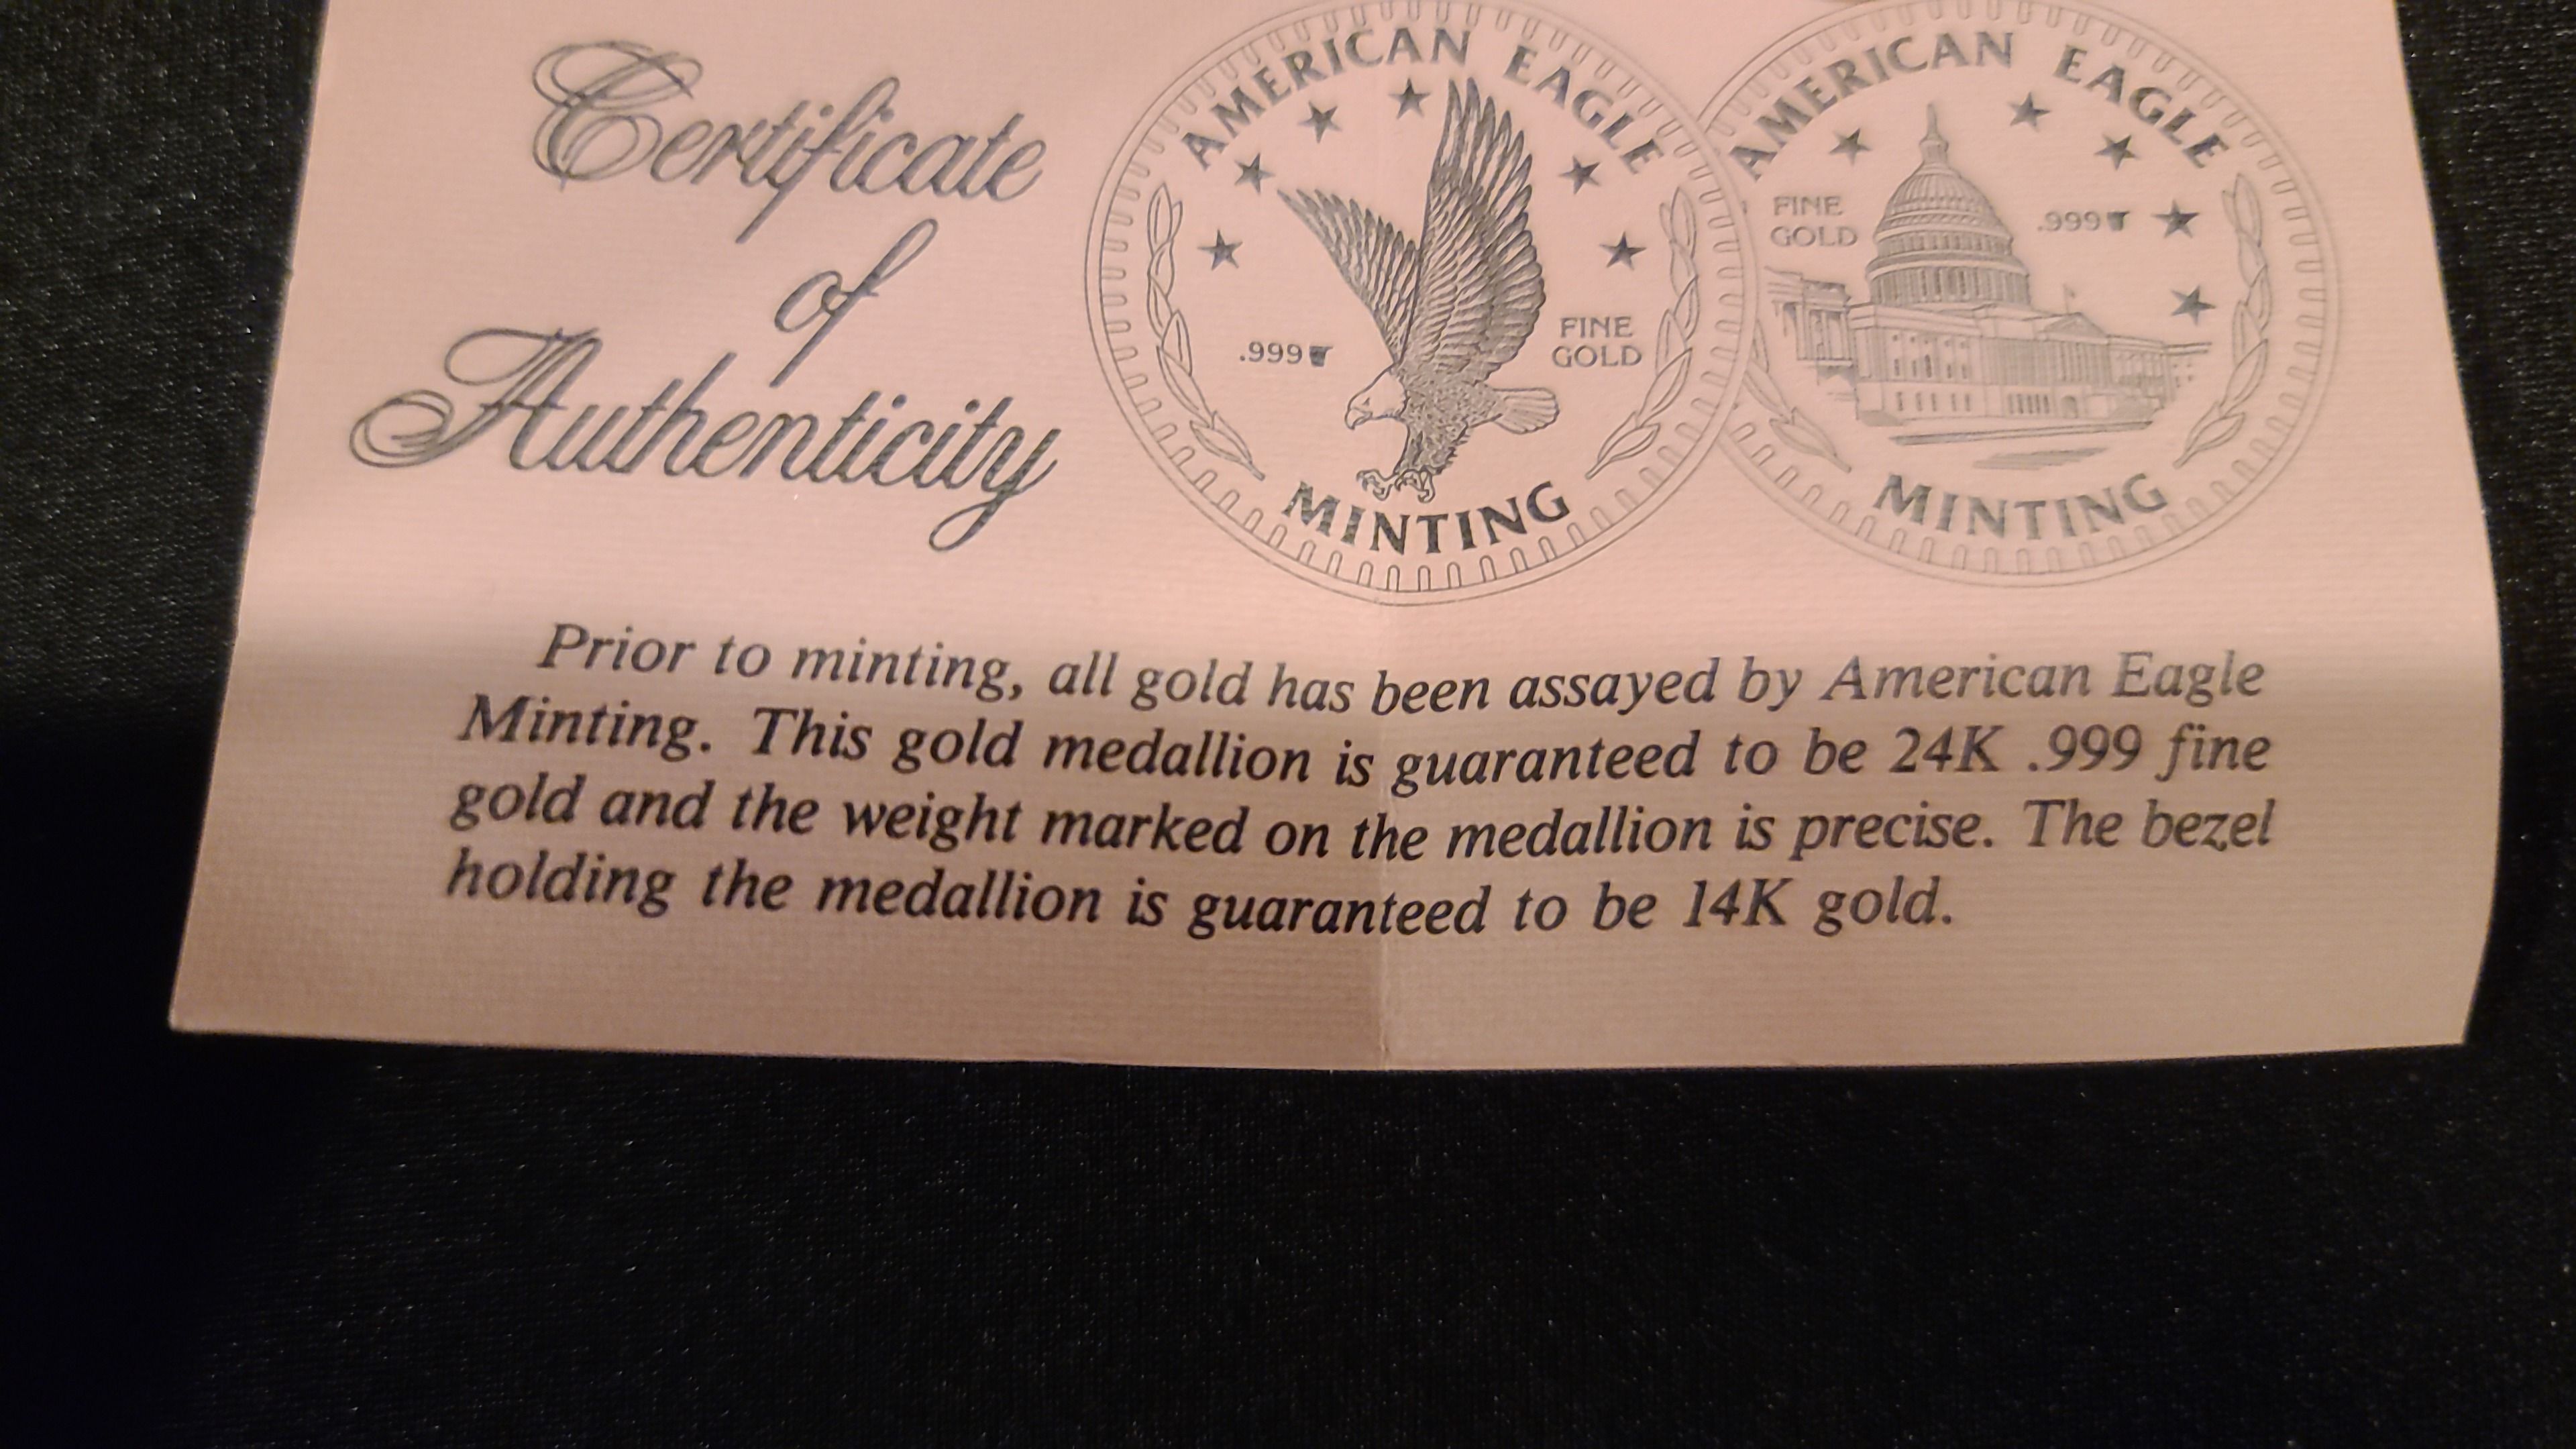 Certificate
of
Authenticity
AMERICAN EAGLE
.999
FINE
GOLD
MINTING
AMERICAN EAGLE
FINE
GOLD
.999
MINTING
Prior to minting, all gold has been assayed by American Eagle
Minting. This gold medallion is guaranteed to be 24K .999 fine
gold and the weight marked on the medallion is precise. The bezel
holding the medallion is guaranteed to be 14K gold.